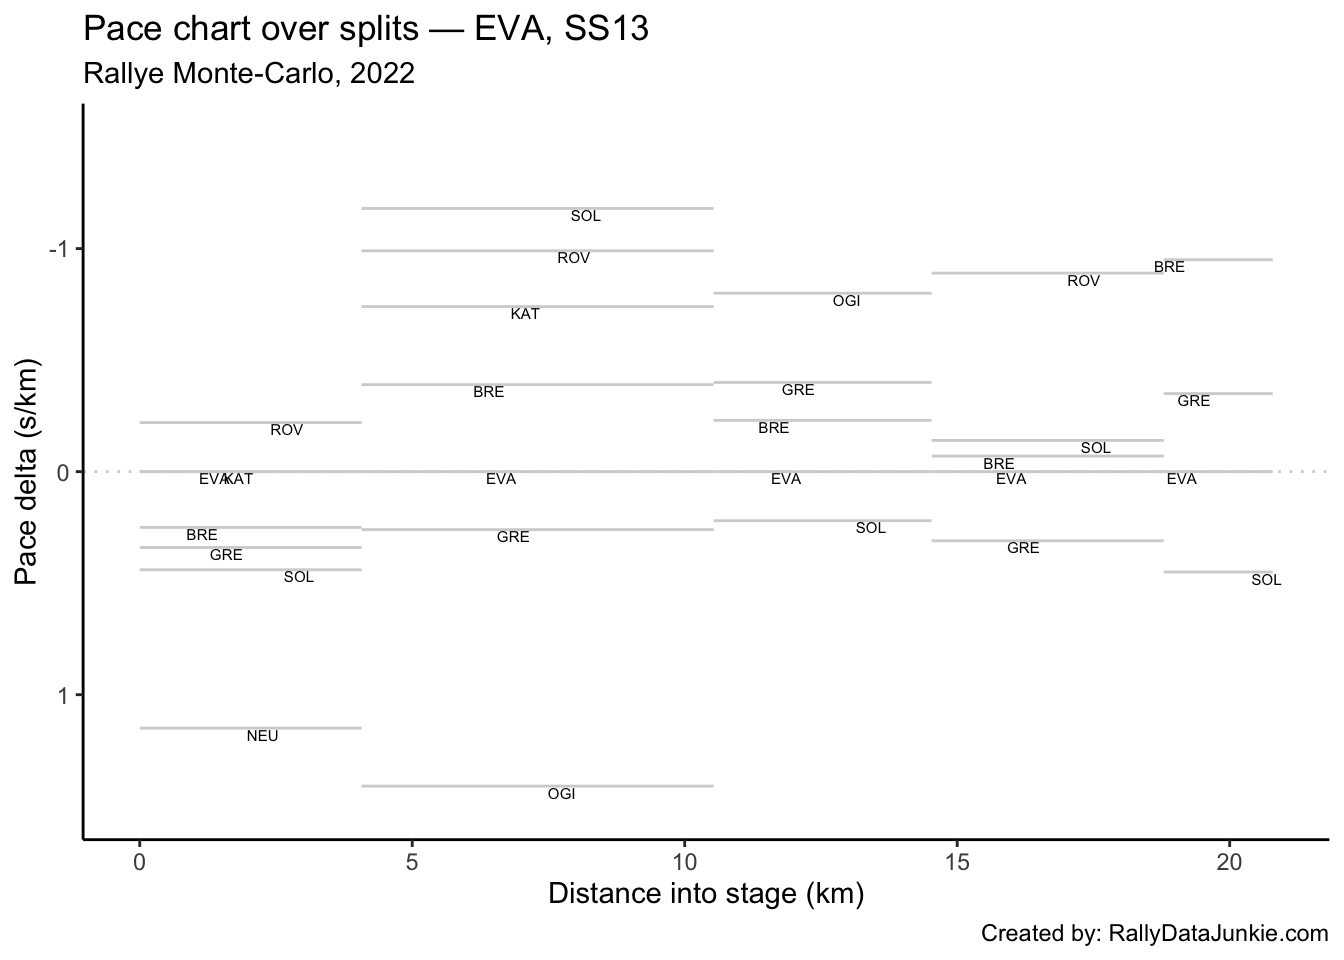 Pace chart over splits — EVA, SS13
Rallye Monte-Carlo, 2022
Pace delta (s/km)
-1
0
1
SOL
ROV
KAT
BRE
OGI
GRE
BRE
ROV
BRE
GRE
SOL
BRE
ROV
EVA
KAT
EVA
EVA
EVA
EVA
BRE
GRE
SOL
GRE
SOL
GRE
SOL
NEU
OGI
0
5
10
15
20
Distance into stage (km)
Created by: RallyDataJunkie.com